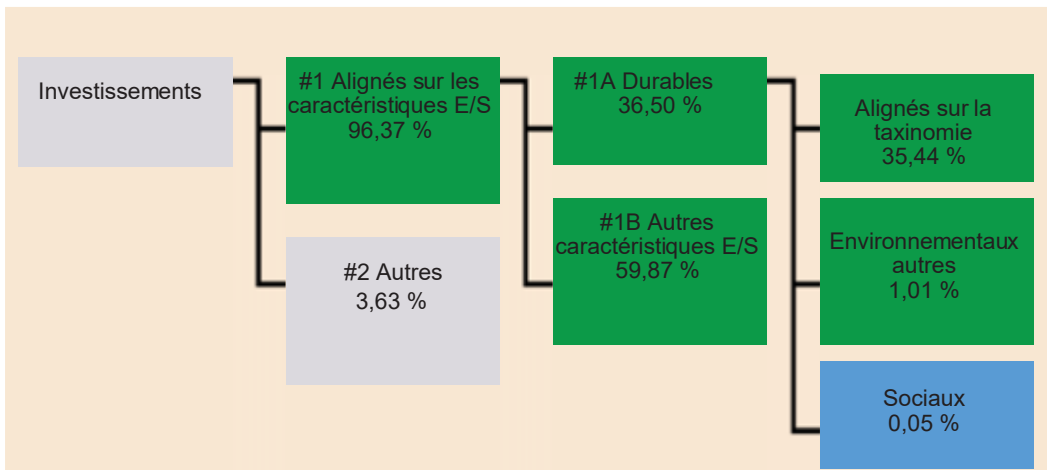 Investissements
#1 Alignés sur les
caractéristiques E/S
96,37 %
#2 Autres
3,63 %
#1A Durables
36,50 %
#1B Autres
caractéristiques E/S
59,87 %
Alignés sur la
taxinomie
35,44 %
Environnementaux
autres
1,01 %
Sociaux
0,05 %